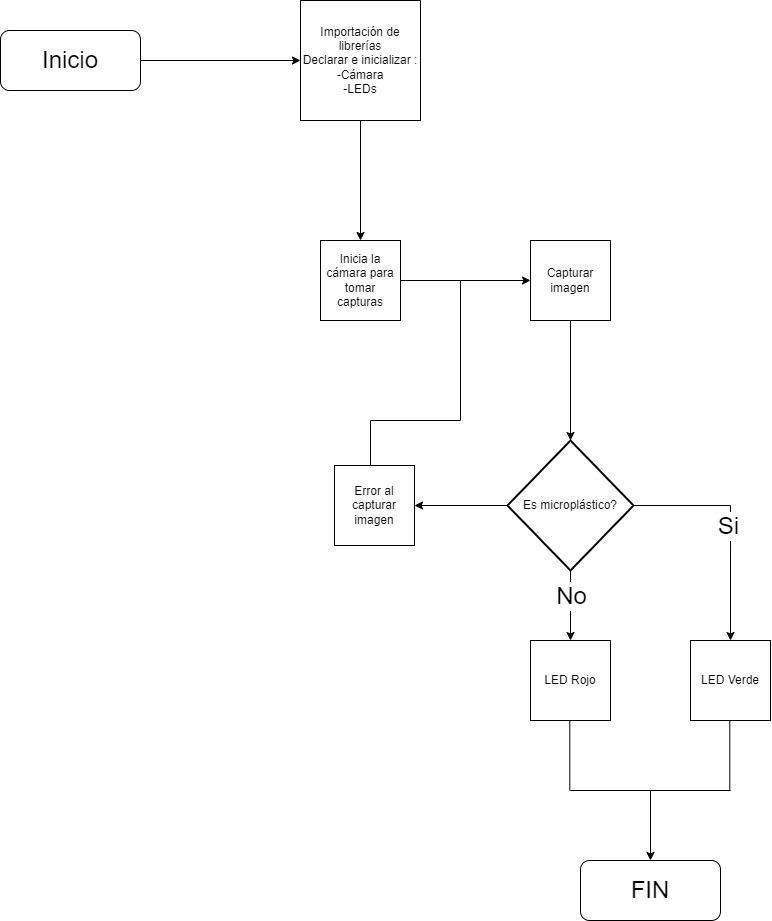 Inicio
Importación de
librerías
Declarar e inicializar :
-Cámara
-LEDs
Inicia la
cámara para
tomar
capturas
Capturar
imagen
Error al
capturar
imagen
Es microplástico?
Si
No
LED Rojo
LED Verde
FIN